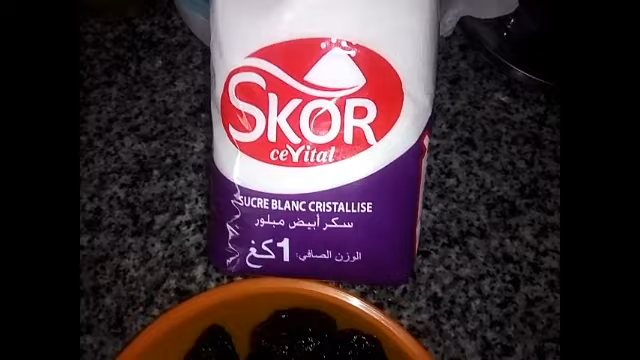 SKOR
ceVital
SUCRE BLANC CRISTALLISE
سكر أبيض مبلور
الوزن الصافي: 1 كغ